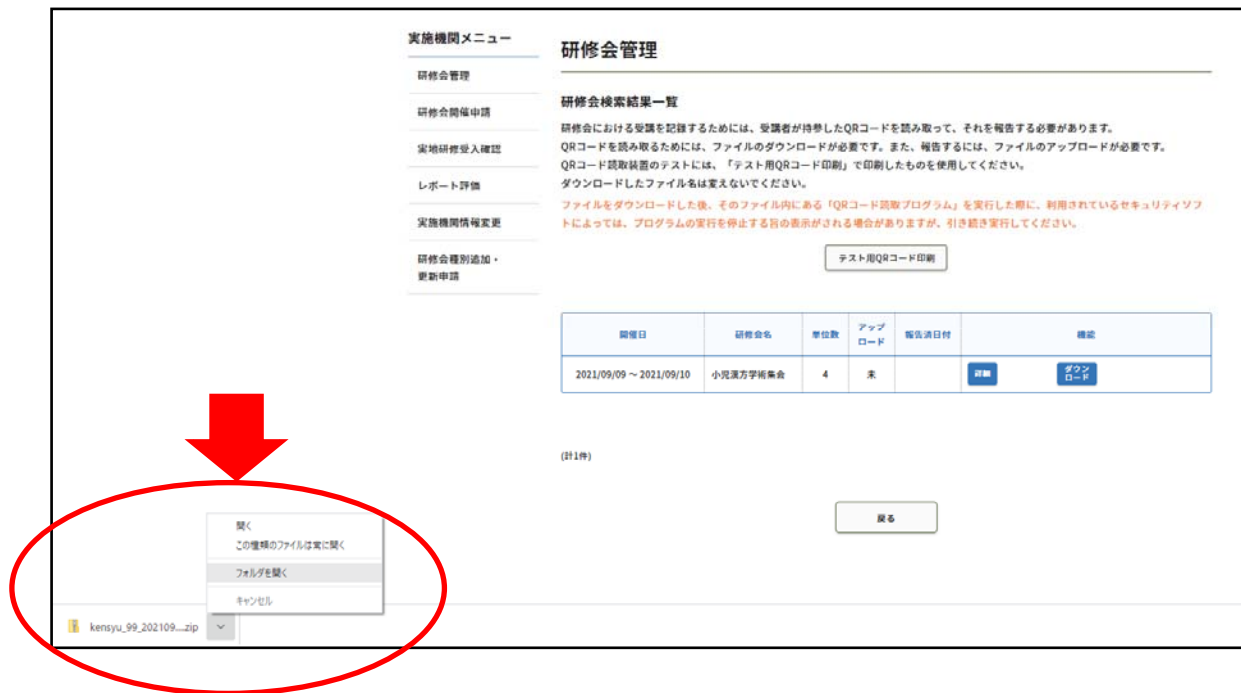 実施機関メニュー
研修会管理
研修会開催申請
実地研修受入確認
レポート評価
実施機関情報変更
研修会種別追加・
更新申請
研修会管理
研修会検索結果一覧
研修会における受講を記録するためには、受講者が持参したQRコードを読み取って、それを報告する必要があります。
QRコードを読み取るためには、ファイルのダウンロードが必要です。また、報告するには、ファイルのアップロードが必要です。
QRコード読取装置のテストには、「テスト用QRコード印刷」で印刷したものを使用してください。
ダウンロードしたファイル名は変えないでください。
ファイルをダウンロードした後、そのファイル内にある「QRコード読取プログラム」を実行した際に、利用されているセキュリティソフ
トによっては、プログラムの実行を停止する旨の表示がされる場合がありますが、引き続き実行してください。
テスト用QRコード印刷
開催日 研修会名 単位数 アップ
ロード 報告済日付 機能
2021/09/09 ～ 2021/09/10 小児漢方学術集会 4 未 詳細 ダウン
ロード
(計1件)
戻る
開く
この種類のファイルは常に開く
フォルダを開く
キャンセル
kensyu_99_202109....zip